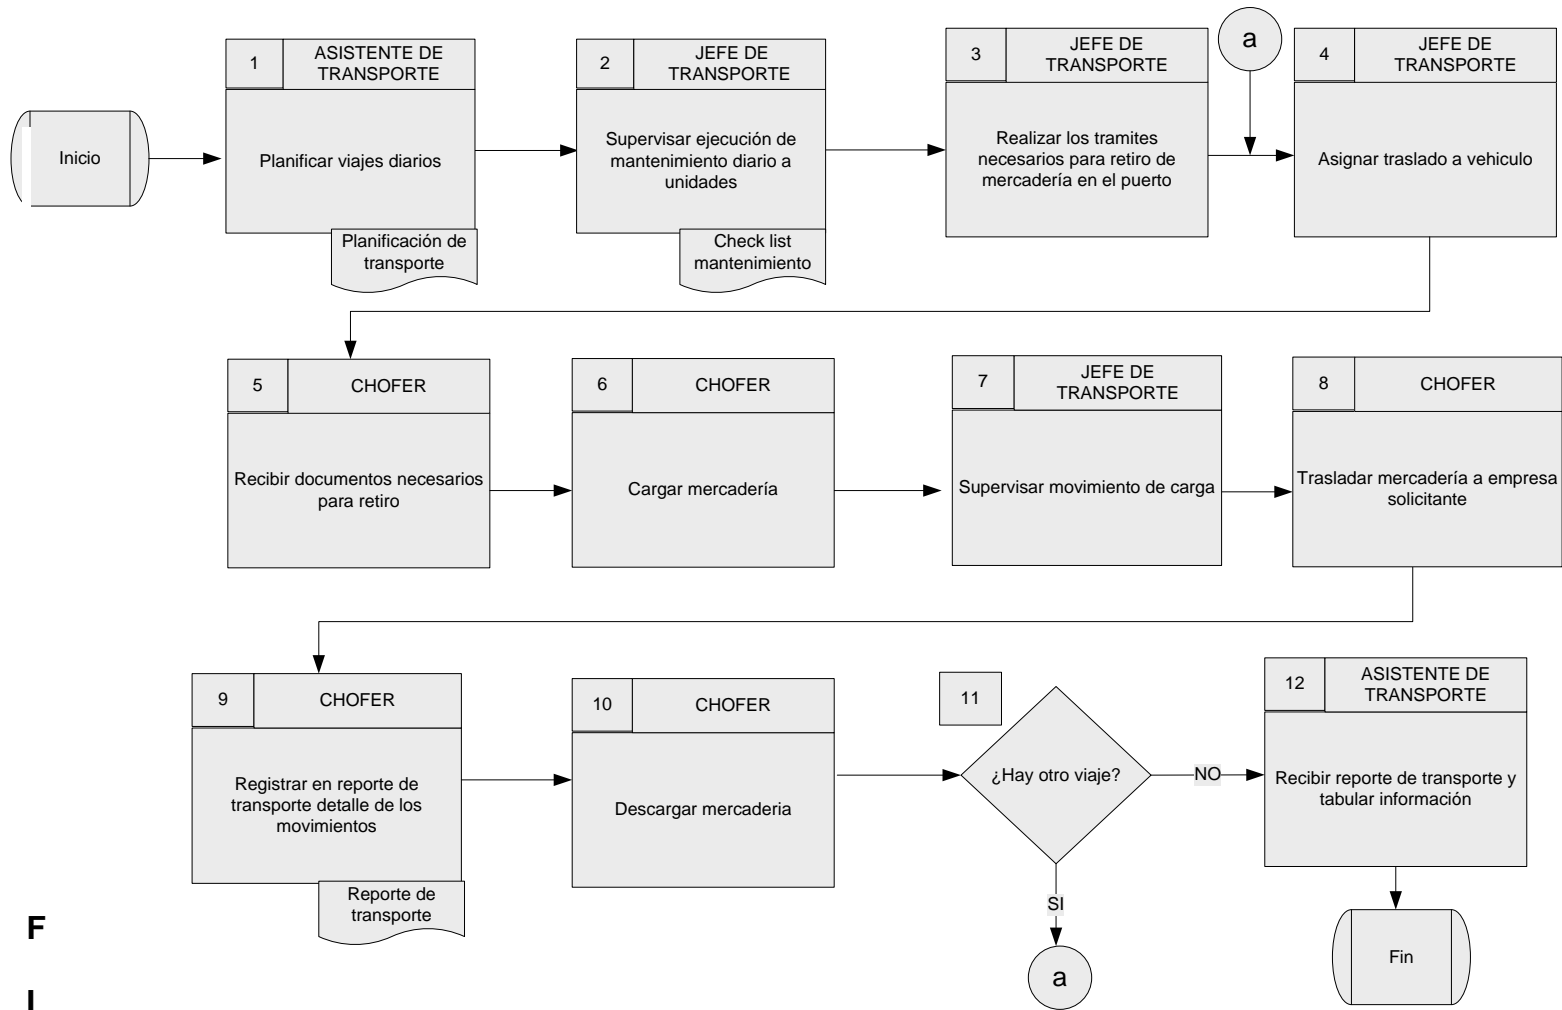 a
1
ASISTENTE DE
TRANSPORTE
2
JEFE DE
TRANSPORTE
3
JEFE DE
TRANSPORTE
4
JEFE DE
TRANSPORTE
Inicio
Planificar viajes diarios
Supervisar ejecución de
mantenimiento diario a
unidades
Realizar los tramites
necesarios para retiro de
mercadería en el puerto
Asignar traslado a vehiculo
Planificación de
transporte
Check list
mantenimiento
5
CHOFER
6
CHOFER
7
JEFE DE
TRANSPORTE
8
CHOFER
Recibir documentos necesarios
para retiro
Cargar mercadería
Supervisar movimiento de carga
Trasladar mercadería a empresa
solicitante
9
CHOFER
10
CHOFER
11
12
ASISTENTE DE
TRANSPORTE
Registrar en reporte de
transporte detalle de los
movimientos
Descargar mercaderia
¿Hay otro viaje?
NO
Recibir reporte de transporte y
tabular información
Reporte de
transporte
SI
a
Fin
F
I